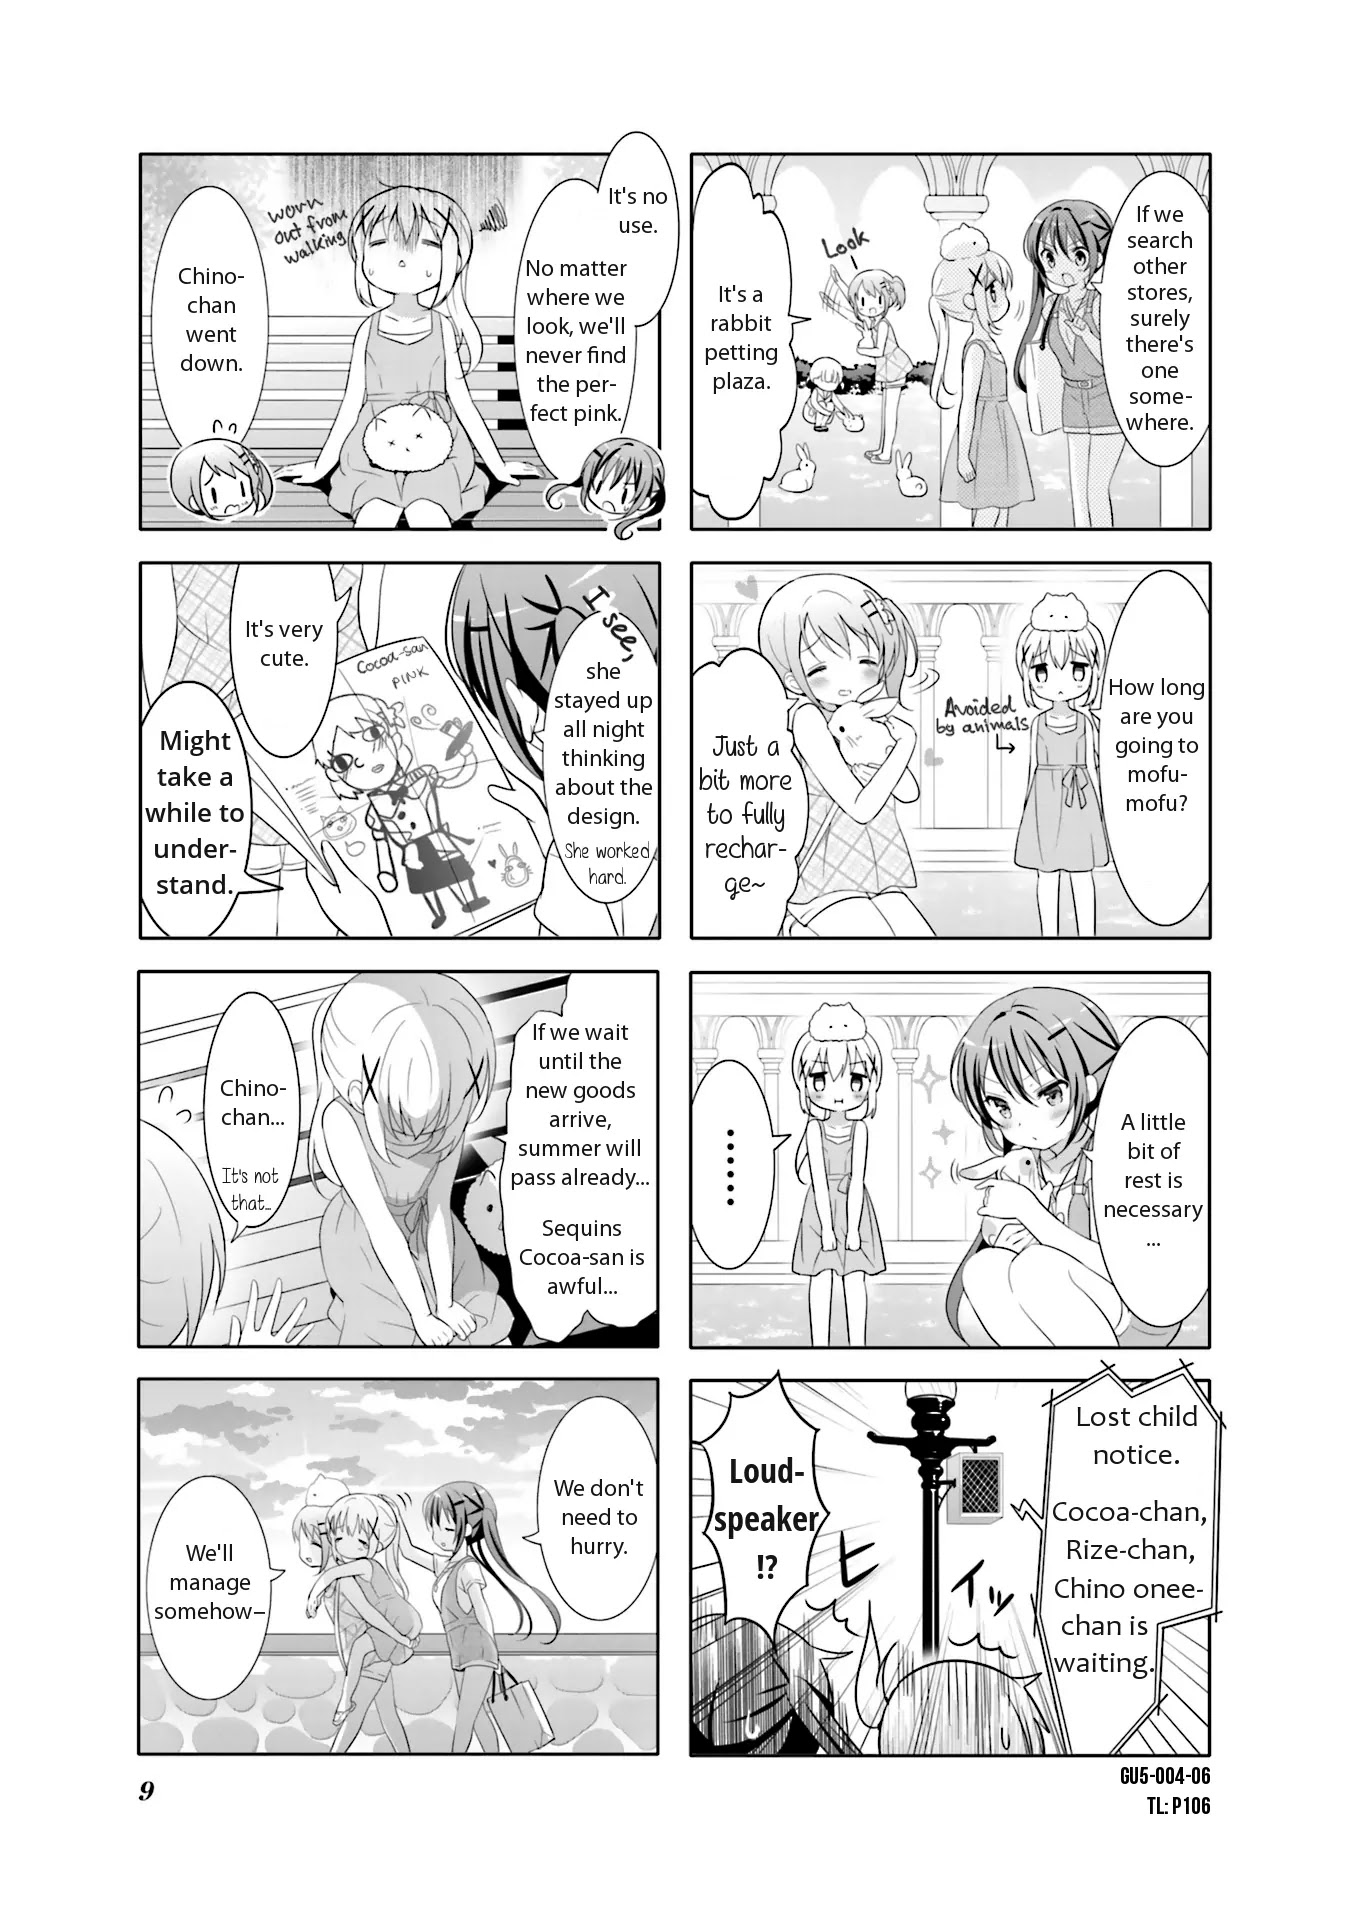 If we
search
other
stores,
surely
there's
one
some-
where.
Look
It's a
rabbit
petting
plaza.
How long
are you
going to
mofu-
mofu?
Avoided
by animals
Just a
bit more
to fully
rechar-
ge~
A little
bit of
rest is
necessary
...
......
Lost child
notice.
Cocoa-chan,
Rize-chan,
Chino onee-
chan is
waiting.
Loud-
speaker
!?
ヒ
イッ
It's no
use.
No matter
where we
look, we'll
never find
the per-
fect pink.
worn
out from
walking
Chino-
chan
went
down.
I see,
she
stayed up
all night
thinking
about the
design.
She worked
hard.
It's very
cute.
Cocoa-san
PINK
Might
take a
while to
under-
stand.
If we wait
until the
new goods
arrive,
summer will
pass already...
Sequins
Cocoa-san is
awful...
Chino-
chan...
It's not
that...
We don't
need to
hurry.
We'll
manage
somehow–
9
GU5-004-06
TL: P106